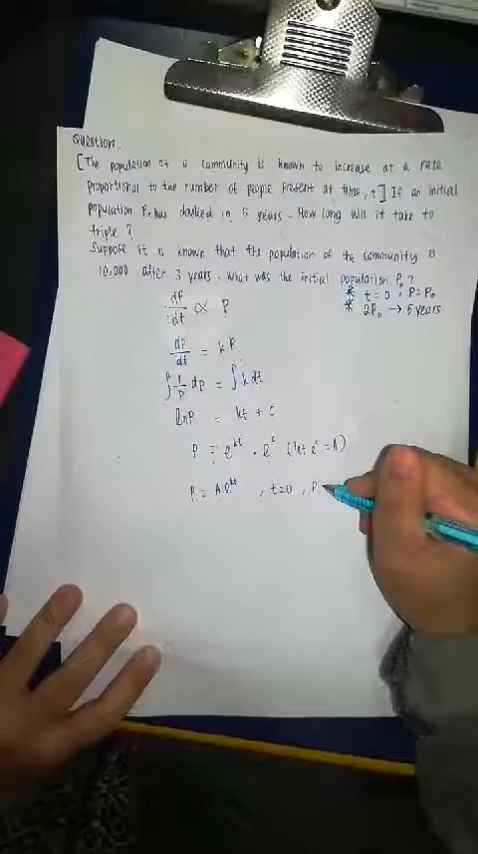 Question.
[The population of a community is known to increase at a rate
proportional to the number of people present at time, t] If an initial
population P. has doubled in 5 years. How long will it take to
triple?
Suppose it is known that the population of the community is
10,000 after 3 years. What was the initial population P₀?
* t = 0, P = P₀
* 2P₀ → 5 years
dP/dt ∝ P
dP/dt = kP
∫ 1/P dP = ∫ k dt
ln P = kt + c
P = e^kt . e^c (let e^c = A)
P = A.e^kt , t=0, P